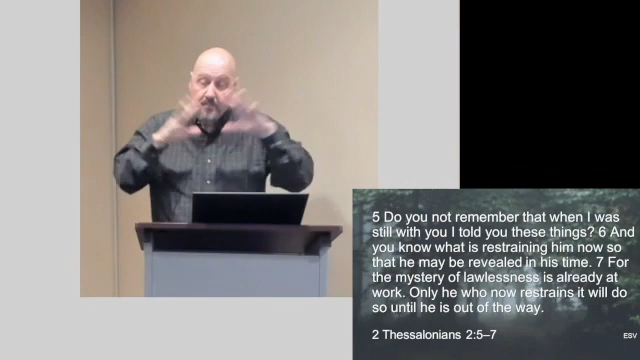 5 Do you not remember that when I was
still with you I told you these things? 6 And
you know what is restraining him now so
that he may be revealed in his time. 7 For
the mystery of lawlessness is already at
work. Only he who now restrains it will do
so until he is out of the way.
2 Thessalonians 2:5–7
ESV